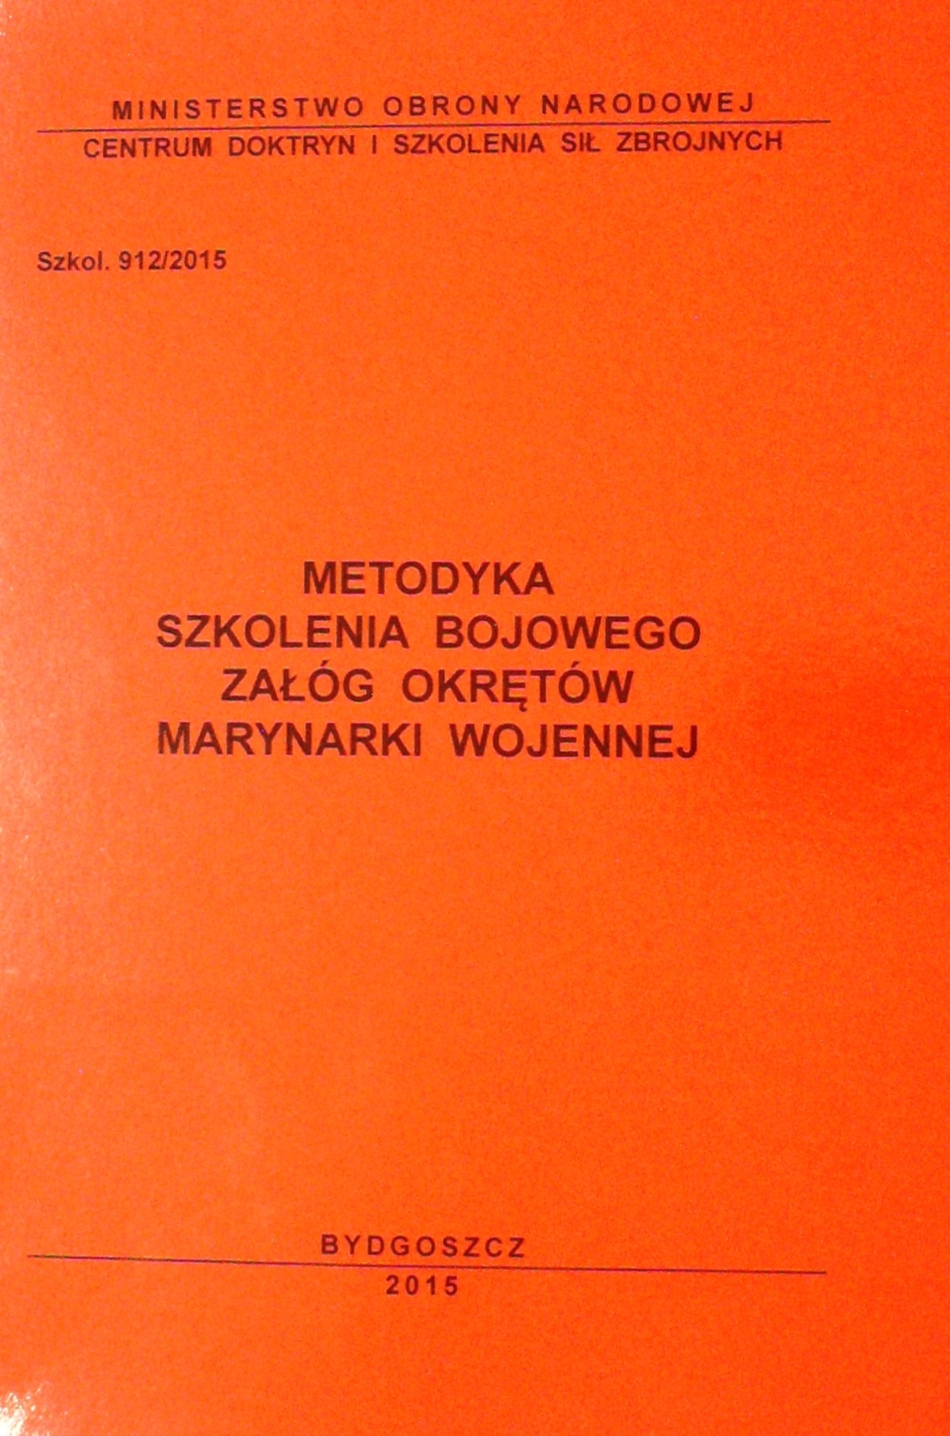 MINISTERSTWO OBRONY NARODOWEJ
CENTRUM DOKTRYN I SZKOLENIA SIŁ ZBROJNYCH
Szkol. 912/2015
METODYKA
SZKOLENIA BOJOWEGO
ZAŁÓG OKRĘTÓW
MARYNARKI WOJENNEJ
BYDGOSZCZ
2015